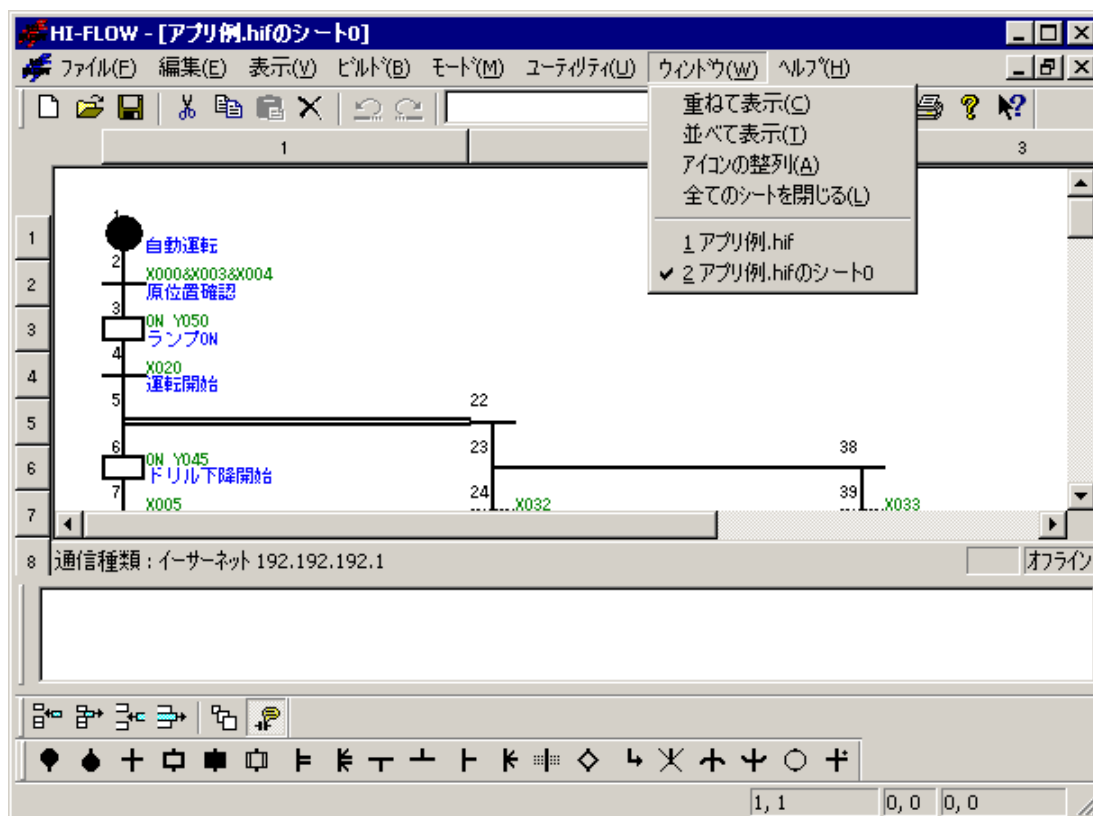 HI-FLOW - [アプリ例.hifのシート0]
ファイル(F) 編集(E) 表示(V) ビルド(B) モード(M) ユーティリティ(U) ウィンドウ(W) ヘルプ(H)
重ねて表示(C)
並べて表示(T)
アイコンの整列(A)
全てのシートを閉じる(L)
1 アプリ例.hif
2 アプリ例.hifのシート0
1 3
1
1
自動運転
2
X000&X003&X004
2
原位置確認
3
ON Y050
3
ランプON
4
X020
4
運転開始
5 22
5
6 23 38
ON Y045
6
ドリル下降開始
7 24 39
X005 X032 X033
7
8
通信種類 : イーサーネット 192.192.192.1 オフライン
1, 1 0, 0 0, 0